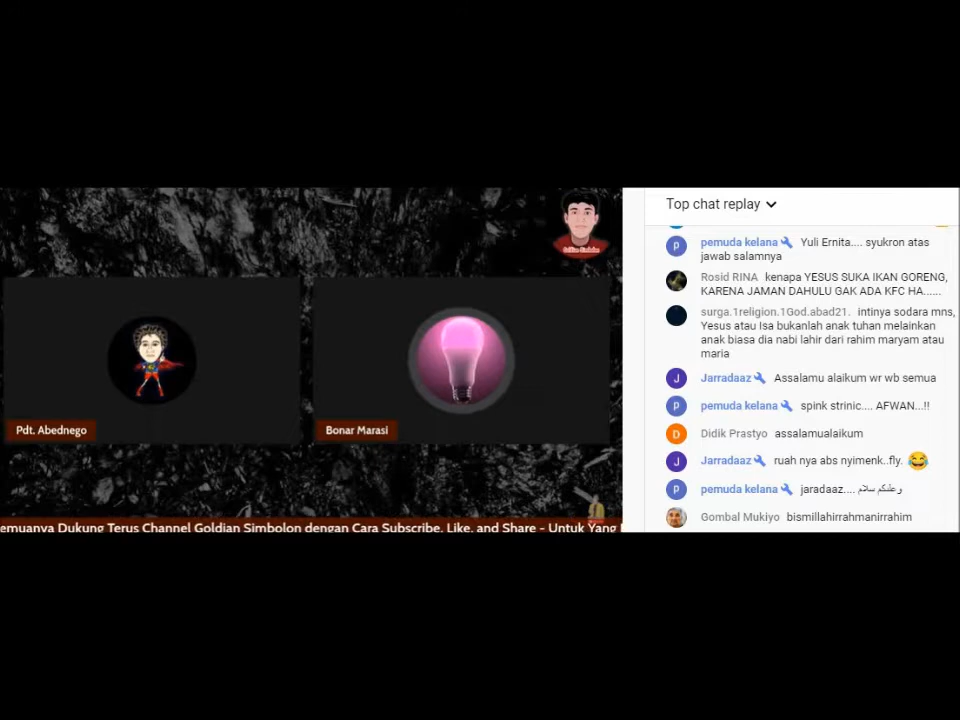 Top chat replay
pemuda kelana Yuli Ernita.... syukron atas
jawab salamnya
Rosid RINA kenapa YESUS SUKA IKAN GORENG,
KARENA JAMAN DAHULU GAK ADA KFC HA......
surga.1religion.1God.abad21. intinya sodara mns,
Yesus atau Isa bukanlah anak tuhan melainkan
anak biasa dia nabi lahir dari rahim maryam atau
maria
J Jarradaaz Assalamu alaikum wr wb semua
P pemuda kelana spink strinic.... AFWAN...!!
D Didik Prastyo assalamualaikum
J Jarradaaz ruah nya abs nyimenk..fly. 😂
P pemuda kelana jaradaaz.... وعليكم سلام
Gombal Mukiyo bismillahirrahmanirrahim
Pdt. Abednego
Bonar Marasi
emuanya Dukung Terus Channel Goldian Simbolon dengan Cara Subscribe, Like, and Share - Untuk Yang